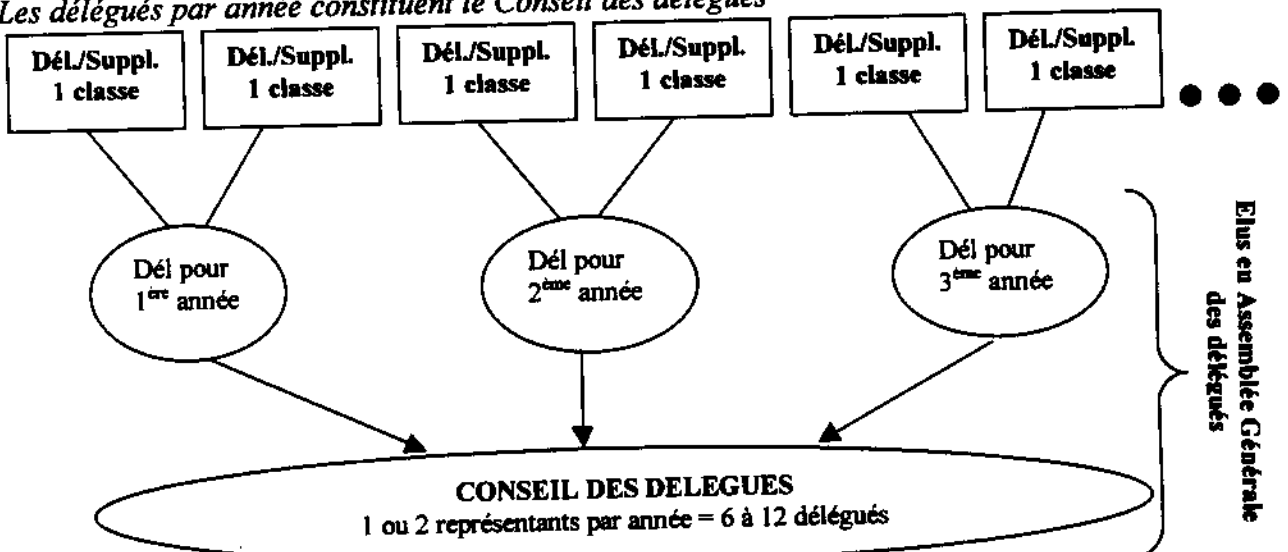 Les délégués par année constituent le Conseil des délégués
Dél./Suppl.
1 classe
Dél./Suppl.
1 classe
Dél./Suppl.
1 classe
Dél./Suppl.
1 classe
Dél./Suppl.
1 classe
Dél./Suppl.
1 classe
Dél pour
1ère année
Dél pour
2ème année
Dél pour
3ème année
Elus en Assemblée Générale
des délégués
CONSEIL DES DELEGUES
1 ou 2 représentants par année = 6 à 12 délégués